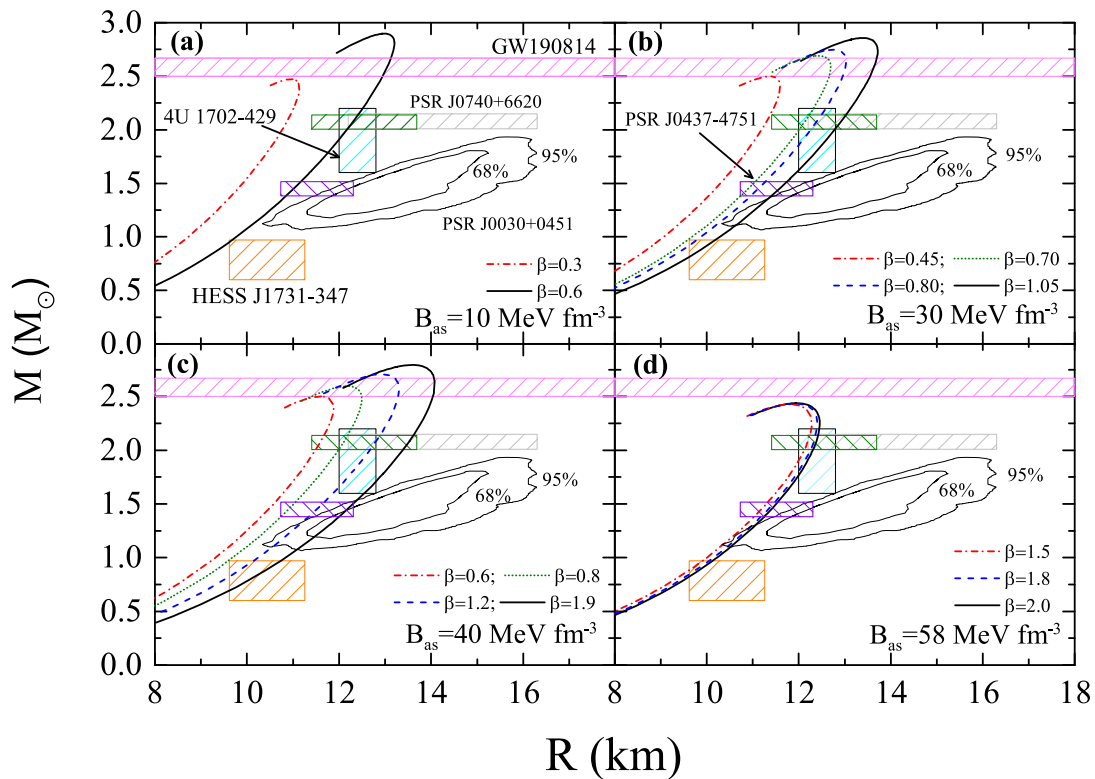 M (M☉)
3.0
2.5
2.0
1.5
1.0
0.5
0.0
(a)
GW190814
4U 1702-429
PSR J0740+6620
95%
68%
PSR J0030+0451
HESS J1731-347
β=0.3
β=0.6
B_as=10 MeV fm⁻³
(b)
PSR J0437-4751
95%
68%
β=0.45; β=0.70
β=0.80; β=1.05
B_as=30 MeV fm⁻³
2.5
2.0
1.5
1.0
0.5
0.0
(c)
95%
68%
β=0.6; β=0.8
β=1.2; β=1.9
B_as=40 MeV fm⁻³
(d)
95%
68%
β=1.5
β=1.8
β=2.0
B_as=58 MeV fm⁻³
8 10 12 14 16 8 10 12 14 16 18
R (km)